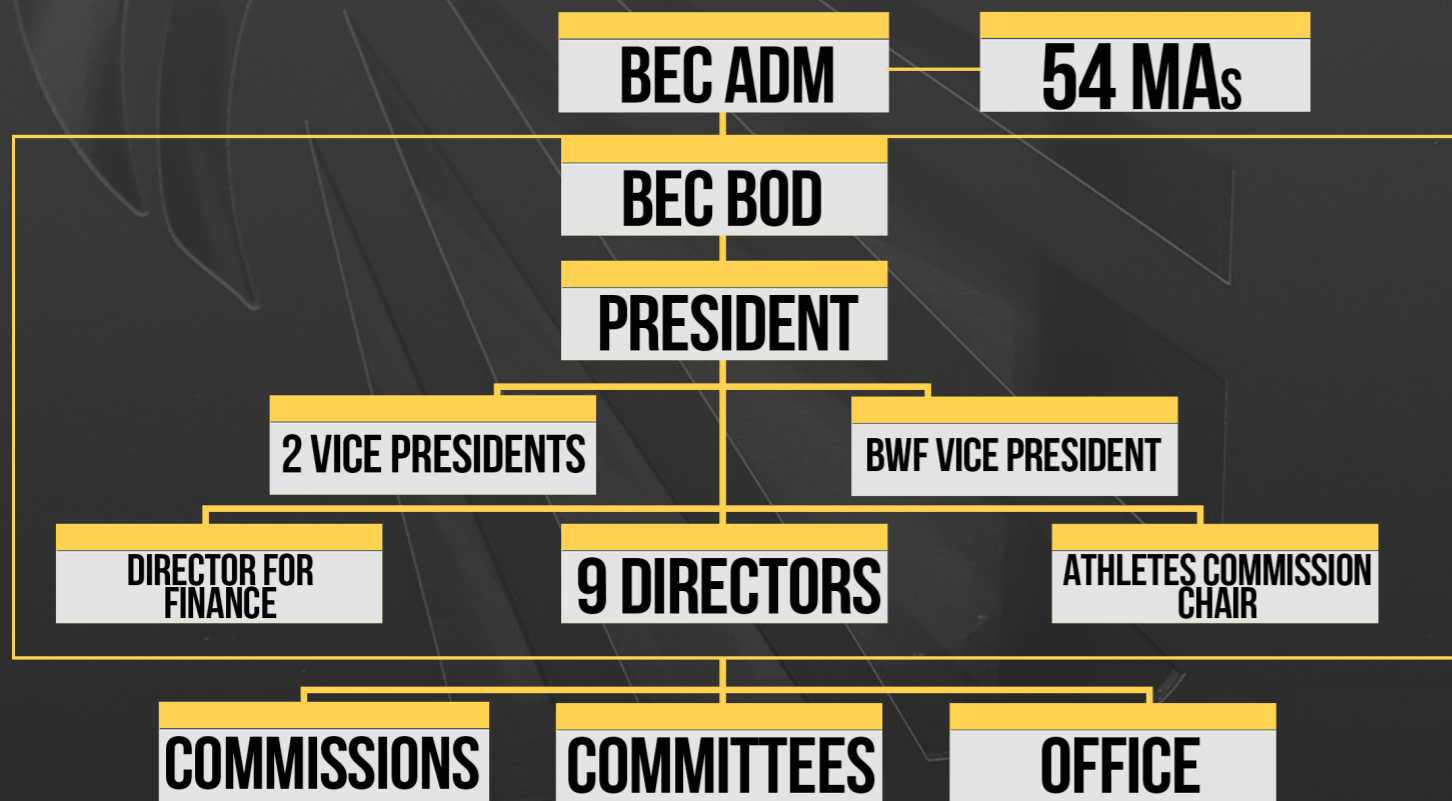 BEC ADM
54 MAs
BEC BOD
PRESIDENT
2 VICE PRESIDENTS
BWF VICE PRESIDENT
DIRECTOR FOR
FINANCE
9 DIRECTORS
ATHLETES COMMISSION
CHAIR
COMMISSIONS
COMMITTEES
OFFICE